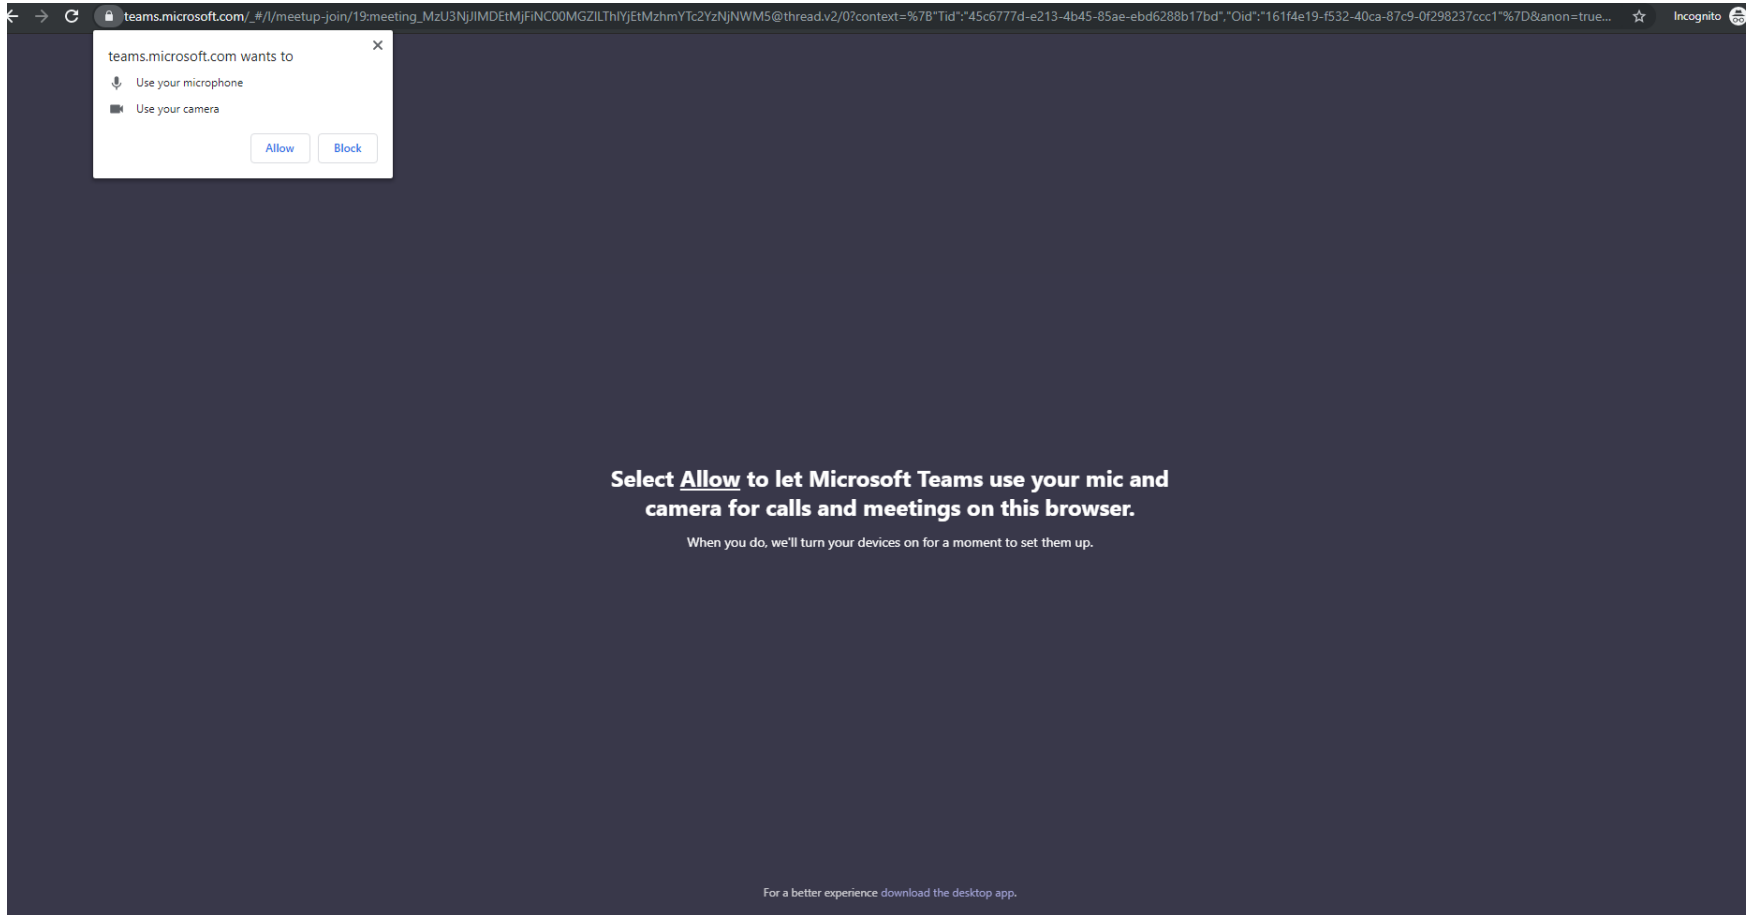 teams.microsoft.com/_#/l/meetup-join/19:meeting_MzU3NjJlMDEtMjFiNC00MGZlLThlYjEtMzhmYTc2YzNjNWM5@thread.v2/0?context=%7B"Tid":"45c6777d-e213-4b45-85ae-ebd6288b17bd","Oid":"161f4e19-f532-40ca-87c9-0f298237ccc1"%7D&anon=true... Incognito
teams.microsoft.com wants to
Use your microphone
Use your camera
Allow Block
Select Allow to let Microsoft Teams use your mic and
camera for calls and meetings on this browser.
When you do, we'll turn your devices on for a moment to set them up.
For a better experience download the desktop app.